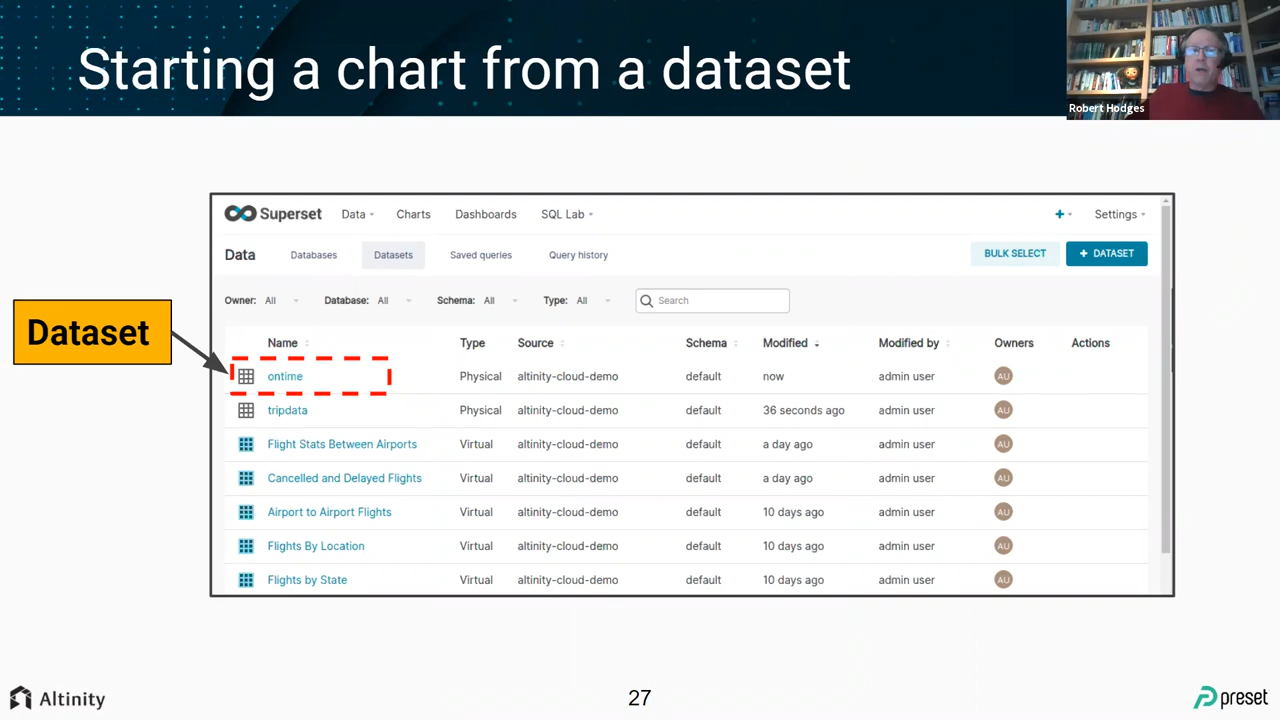 Starting a chart from a dataset
Robert Hodges
Superset Data Charts Dashboards SQL Lab + Settings
Data Databases Datasets Saved queries Query history BULK SELECT + DATASET
Owner: All Database: All Schema: All Type: All Search
Dataset
Name Type Source Schema Modified Modified by Owners Actions
ontime Physical altinity-cloud-demo default now admin user AU
tripdata Physical altinity-cloud-demo default 36 seconds ago admin user AU
Flight Stats Between Airports Virtual altinity-cloud-demo default a day ago admin user AU
Cancelled and Delayed Flights Virtual altinity-cloud-demo default a day ago admin user AU
Airport to Airport Flights Virtual altinity-cloud-demo default 10 days ago admin user AU
Flights By Location Virtual altinity-cloud-demo default 10 days ago admin user AU
Flights by State Virtual altinity-cloud-demo default 10 days ago admin user AU
Altinity
27
preset